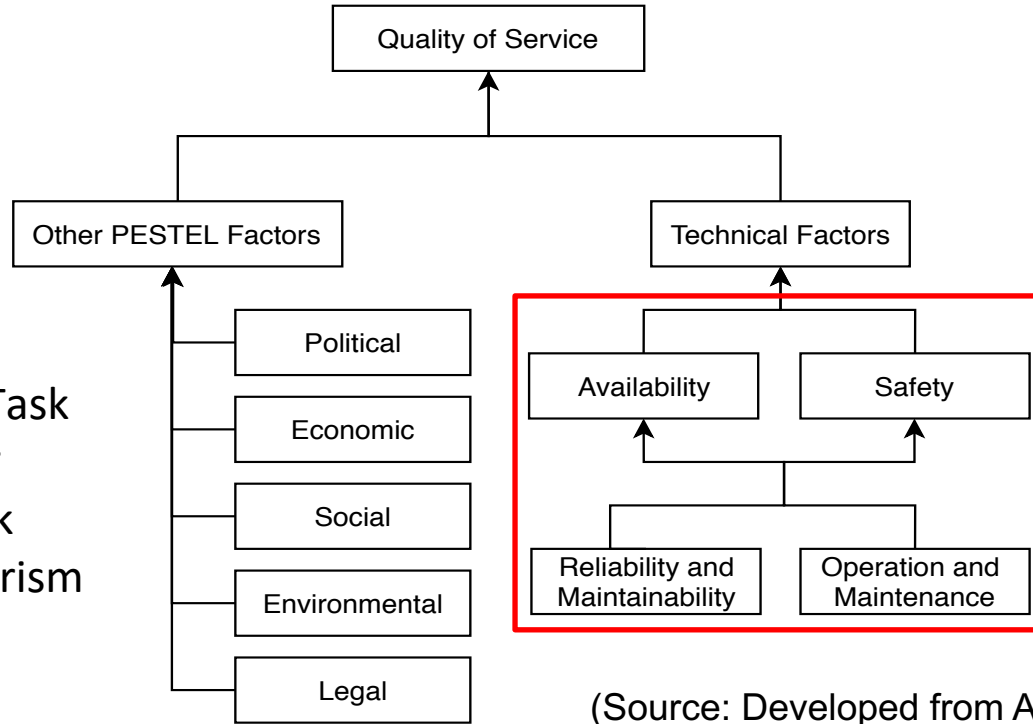 Quality of Service
Other PESTEL Factors
Technical Factors
Political
Economic
Social
Environmental
Legal
Availability
Safety
Reliability and
Maintainability
Operation and
Maintenance
Task
(Source: Developed from A